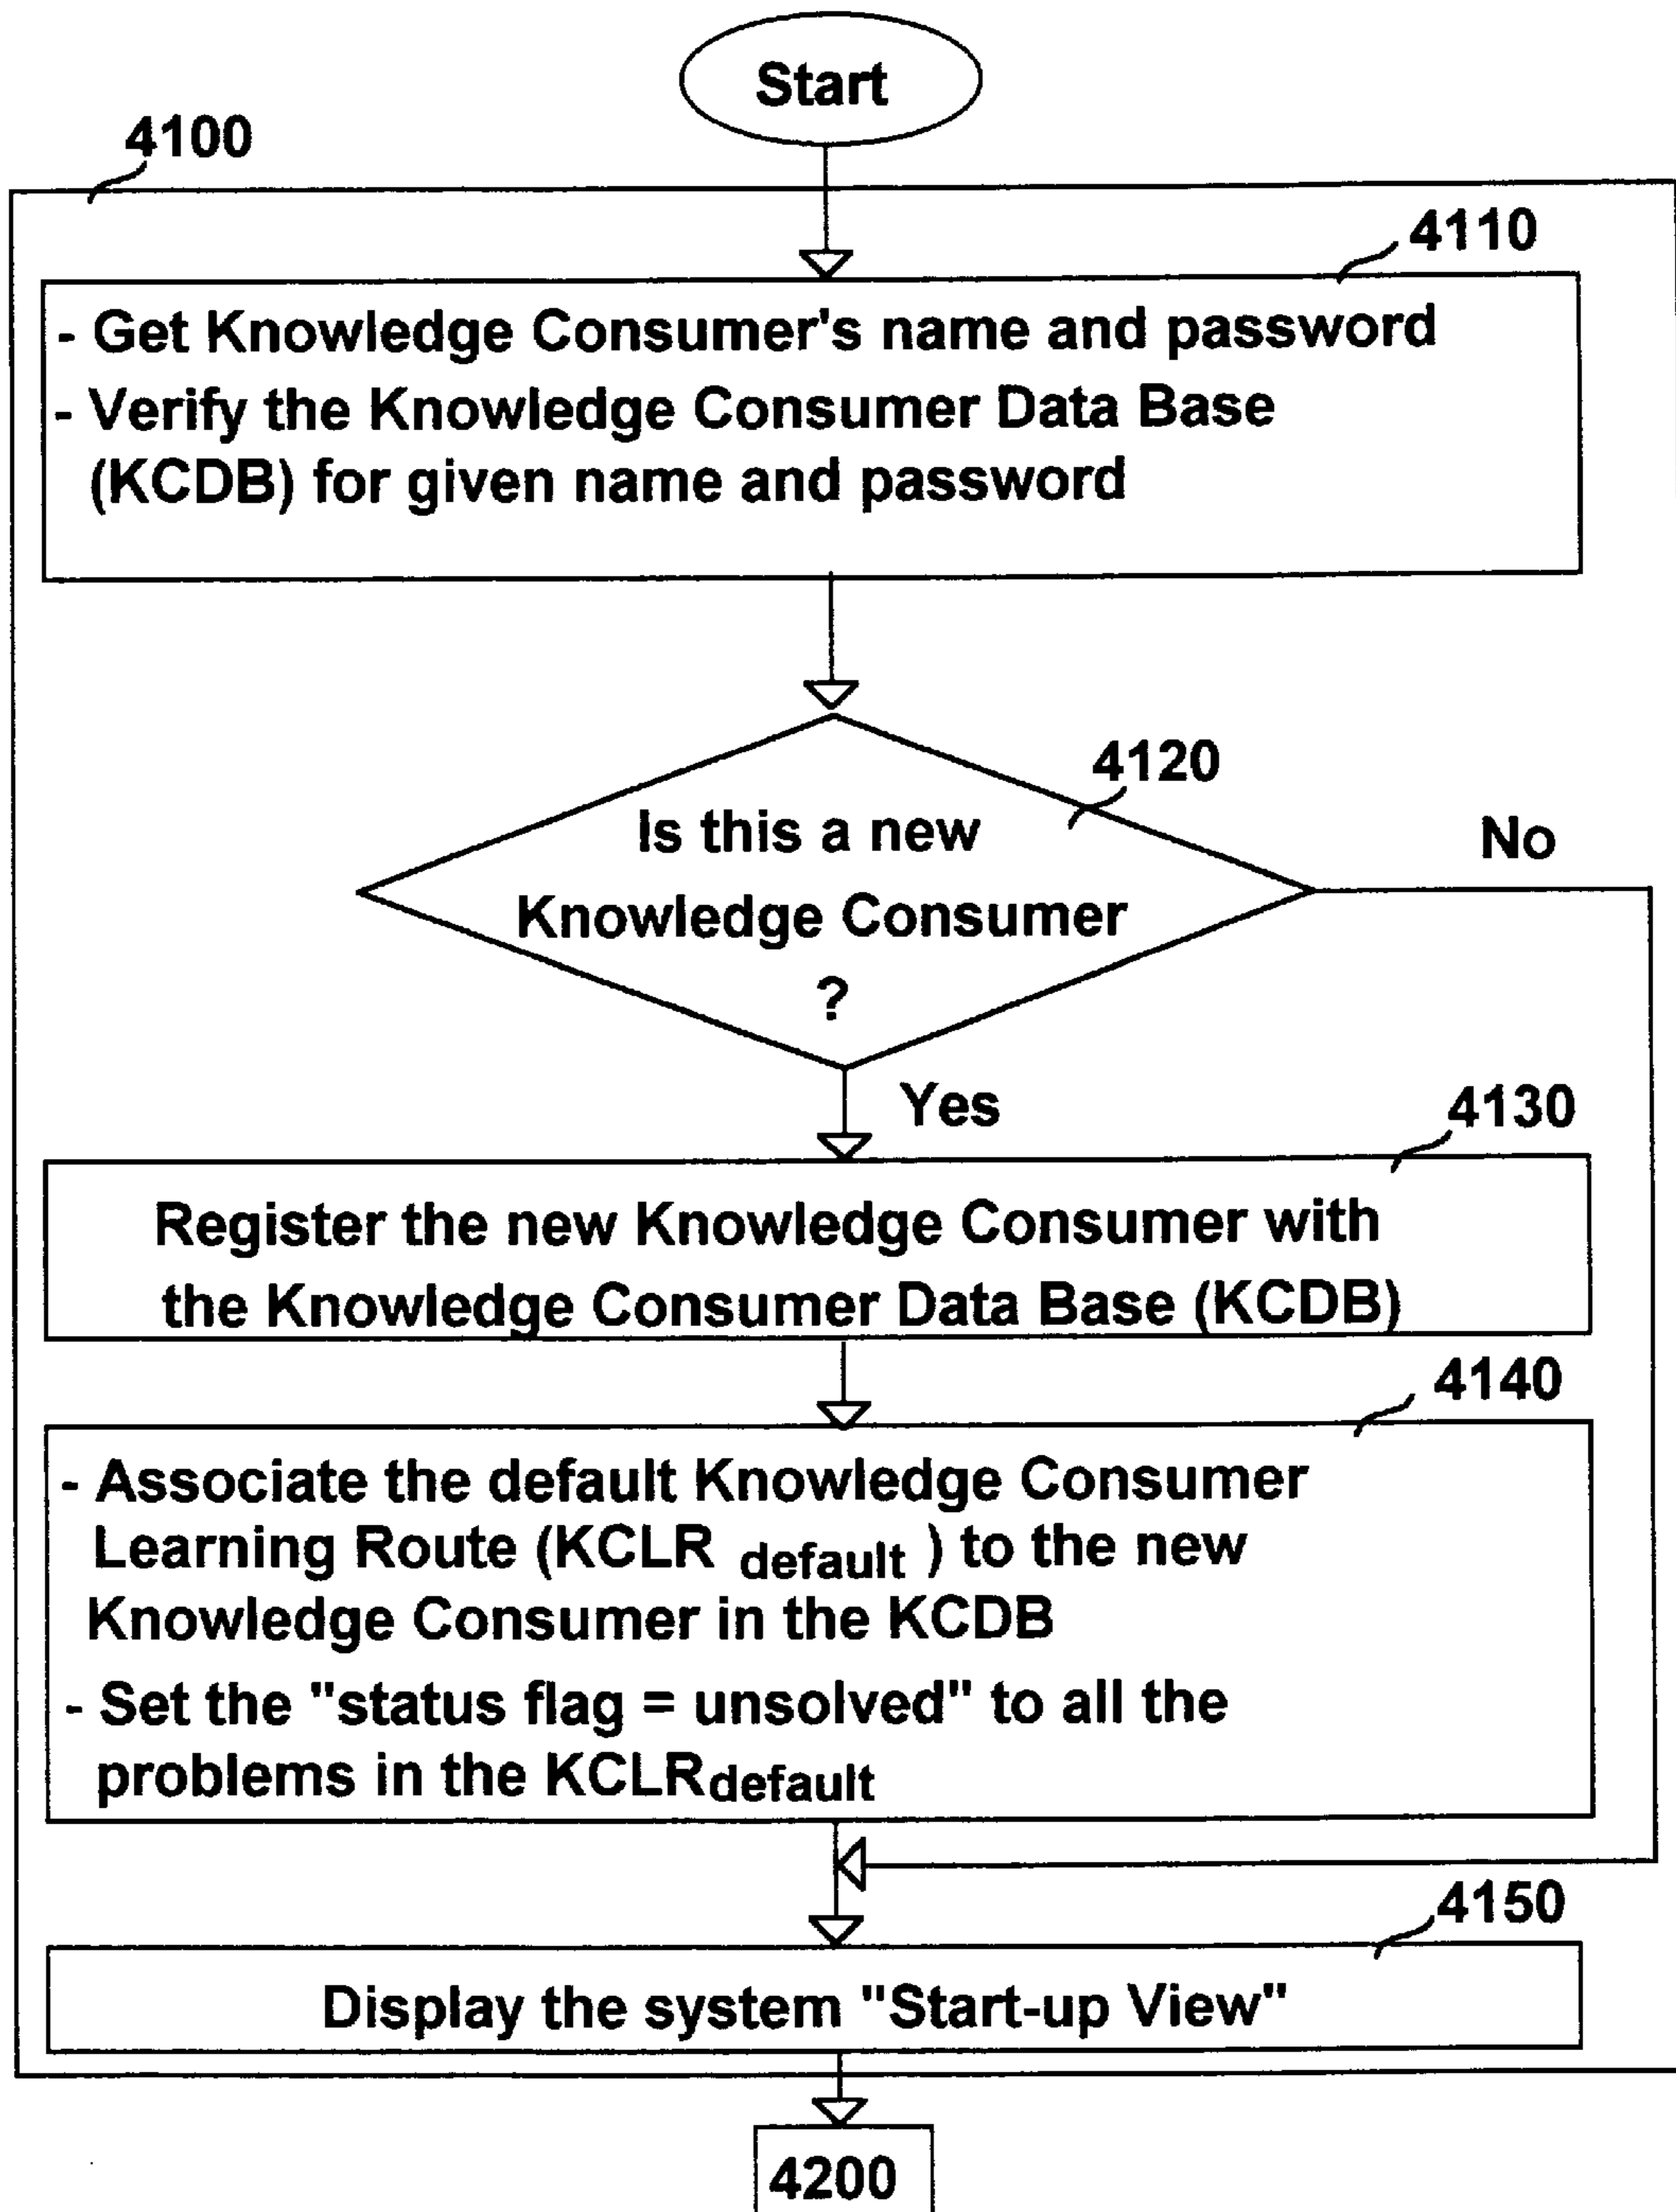 Start
4100
4110
- Get Knowledge Consumer's name and password
- Verify the Knowledge Consumer Data Base
(KCDB) for given name and password
4120
Is this a new
No
Knowledge Consumer
?
Yes
4130
Register the new Knowledge Consumer with
the Knowledge Consumer Data Base (KCDB)
4140
- Associate the default Knowledge Consumer
Learning Route (KCLR default ) to the new
Knowledge Consumer in the KCDB
- Set the "status flag = unsolved" to all the
problems in the KCLRdefault
4150
Display the system "Start-up View"
4200